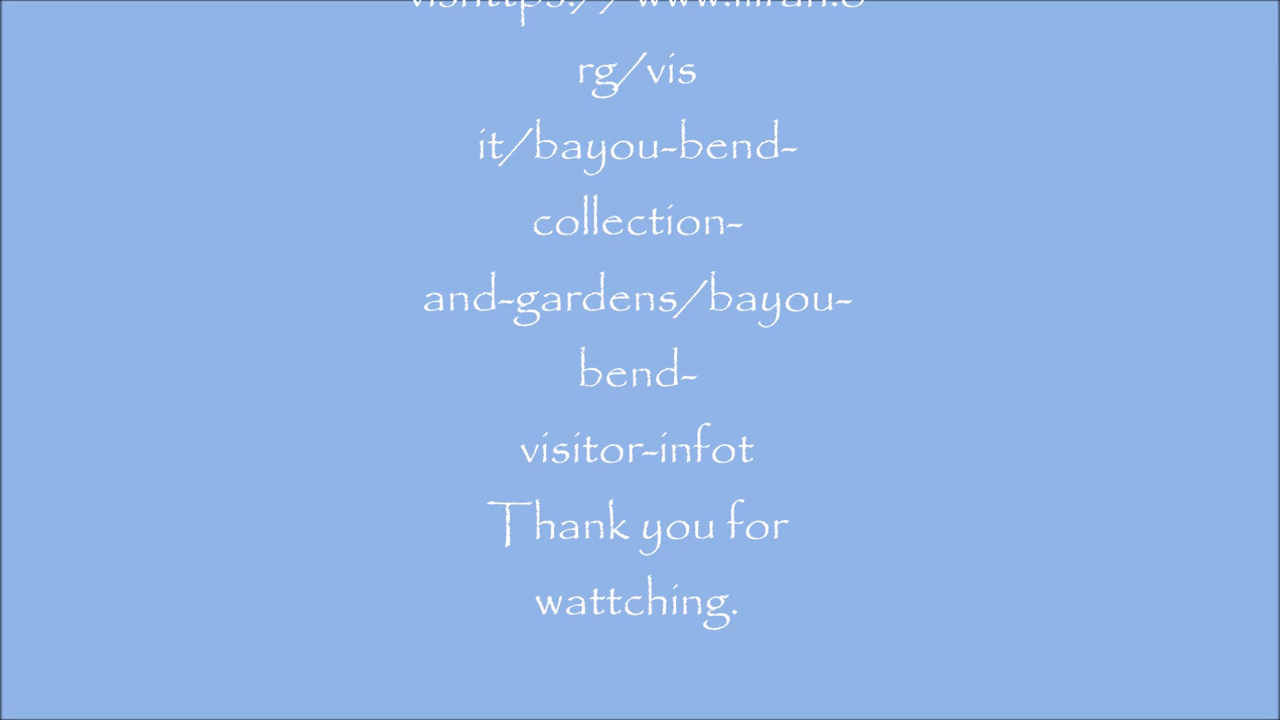 rg/vis
it/bayou-bend-
collection-
and-gardens/bayou-
bend-
visitor-infot
Thank you for
wattching.